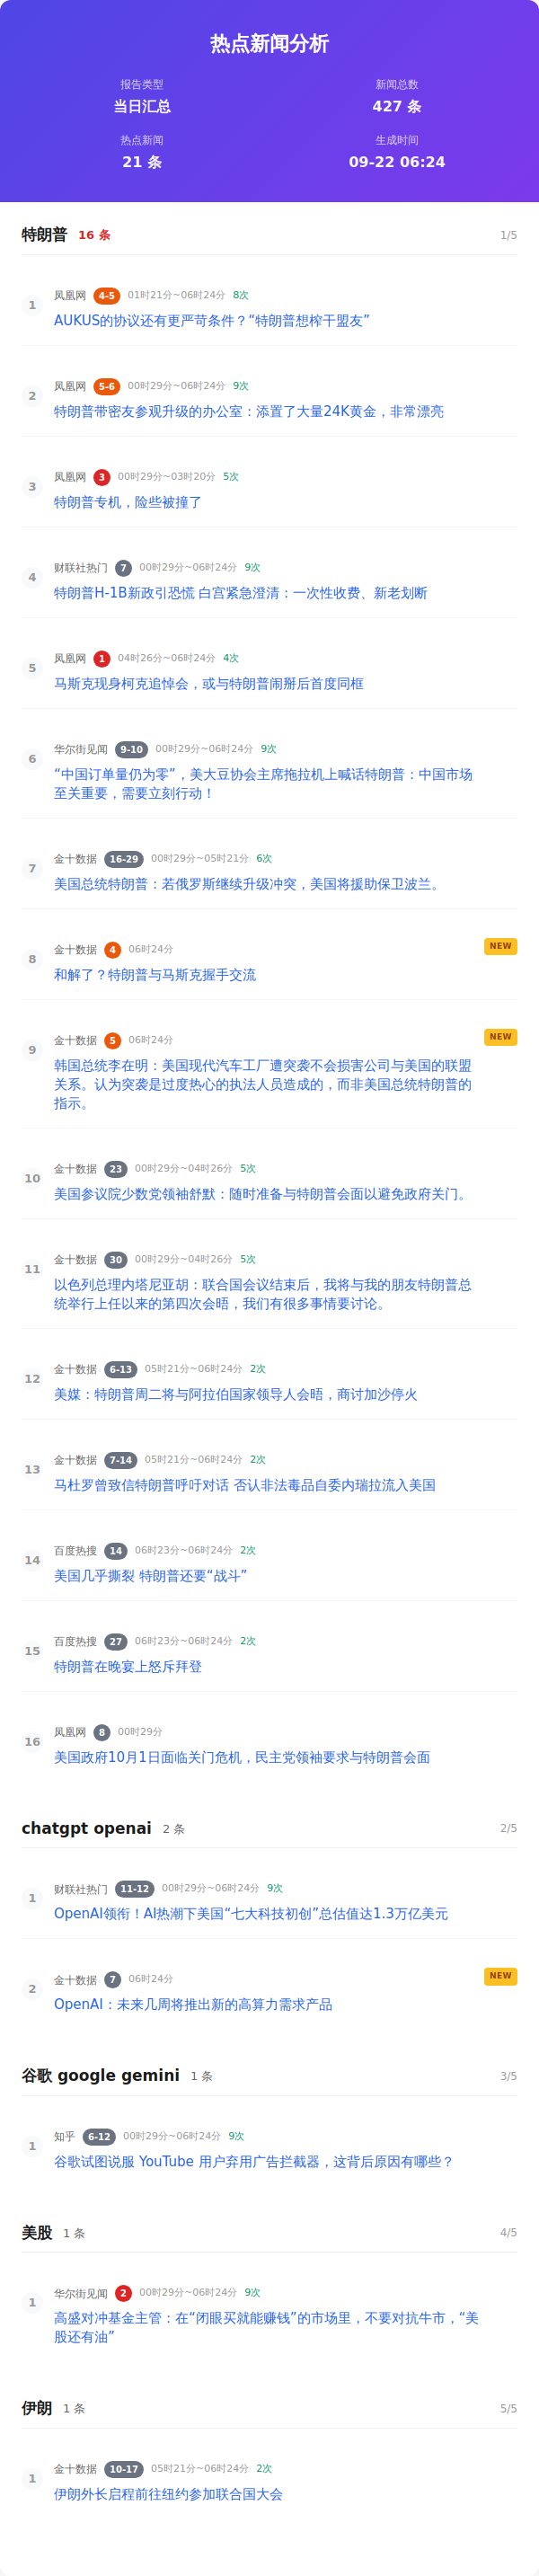 热点新闻分析
报告类型
当日汇总
新闻总数
427 条
热点新闻
21 条
生成时间
09-22 06:24
特朗普 16 条 1/5
1
凤凰网 4-5 01时21分~06时24分 8次
AUKUS的协议还有更严苛条件？“特朗普想榨干盟友”
2
凤凰网 5-6 00时29分~06时24分 9次
特朗普带密友参观升级的办公室：添置了大量24K黄金，非常漂亮
3
凤凰网 3 00时29分~03时20分 5次
特朗普专机，险些被撞了
4
财联社热门 7 00时29分~06时24分 9次
特朗普H-1B新政引恐慌 白宫紧急澄清：一次性收费、新老划断
5
凤凰网 1 04时26分~06时24分 4次
马斯克现身柯克追悼会，或与特朗普闹掰后首度同框
6
华尔街见闻 9-10 00时29分~06时24分 9次
“中国订单量仍为零”，美大豆协会主席拖拉机上喊话特朗普：中国市场
至关重要，需要立刻行动！
7
金十数据 16-29 00时29分~05时21分 6次
美国总统特朗普：若俄罗斯继续升级冲突，美国将援助保卫波兰。
8
金十数据 4 06时24分 NEW
和解了？特朗普与马斯克握手交流
9
金十数据 5 06时24分 NEW
韩国总统李在明：美国现代汽车工厂遭突袭不会损害公司与美国的联盟
关系。认为突袭是过度热心的执法人员造成的，而非美国总统特朗普的
指示。
10
金十数据 23 00时29分~04时26分 5次
美国参议院少数党领袖舒默：随时准备与特朗普会面以避免政府关门。
11
金十数据 30 00时29分~04时26分 5次
以色列总理内塔尼亚胡：联合国会议结束后，我将与我的朋友特朗普总
统举行上任以来的第四次会晤，我们有很多事情要讨论。
12
金十数据 6-13 05时21分~06时24分 2次
美媒：特朗普周二将与阿拉伯国家领导人会晤，商讨加沙停火
13
金十数据 7-14 05时21分~06时24分 2次
马杜罗曾致信特朗普呼吁对话 否认非法毒品自委内瑞拉流入美国
14
百度热搜 14 06时23分~06时24分 2次
美国几乎撕裂 特朗普还要“战斗”
15
百度热搜 27 06时23分~06时24分 2次
特朗普在晚宴上怒斥拜登
16
凤凰网 8 00时29分
美国政府10月1日面临关门危机，民主党领袖要求与特朗普会面
chatgpt openai 2 条 2/5
1
财联社热门 11-12 00时29分~06时24分 9次
OpenAI领衔！AI热潮下美国“七大科技初创”总估值达1.3万亿美元
2
金十数据 7 06时24分 NEW
OpenAI：未来几周将推出新的高算力需求产品
谷歌 google gemini 1 条 3/5
1
知乎 6-12 00时29分~06时24分 9次
谷歌试图说服 YouTube 用户弃用广告拦截器，这背后原因有哪些？
美股 1 条 4/5
1
华尔街见闻 2 00时29分~06时24分 9次
高盛对冲基金主管：在“闭眼买就能赚钱”的市场里，不要对抗牛市，“美
股还有油”
伊朗 1 条 5/5
1
金十数据 10-17 05时21分~06时24分 2次
伊朗外长启程前往纽约参加联合国大会